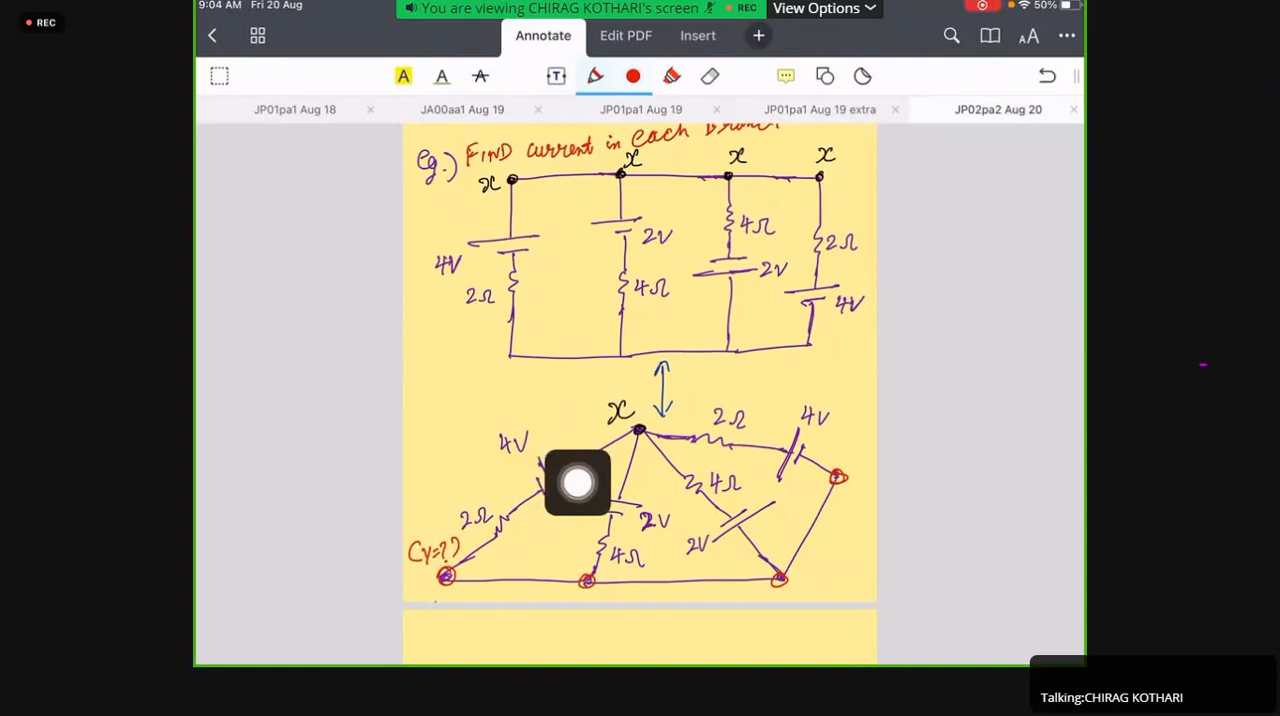 REC
9:04 AM Fri 20 Aug
You are viewing CHIRAG KOTHARI's screen
REC
View Options
50%
Annotate
Edit PDF
Insert
+
AA
•••
A A A T
JP01pa1 Aug 18
JA00aa1 Aug 19
JP01pa1 Aug 19
JP01pa1 Aug 19 extra
JP02pa2 Aug 20
eg.) FIND current in each Branch
x x x x
4V
2Ω
2V
4Ω
4Ω
2V
2Ω
4V
x
4V
2Ω
2V
4Ω
4Ω
2V
2Ω
4V
(y=??)
Talking:CHIRAG KOTHARI